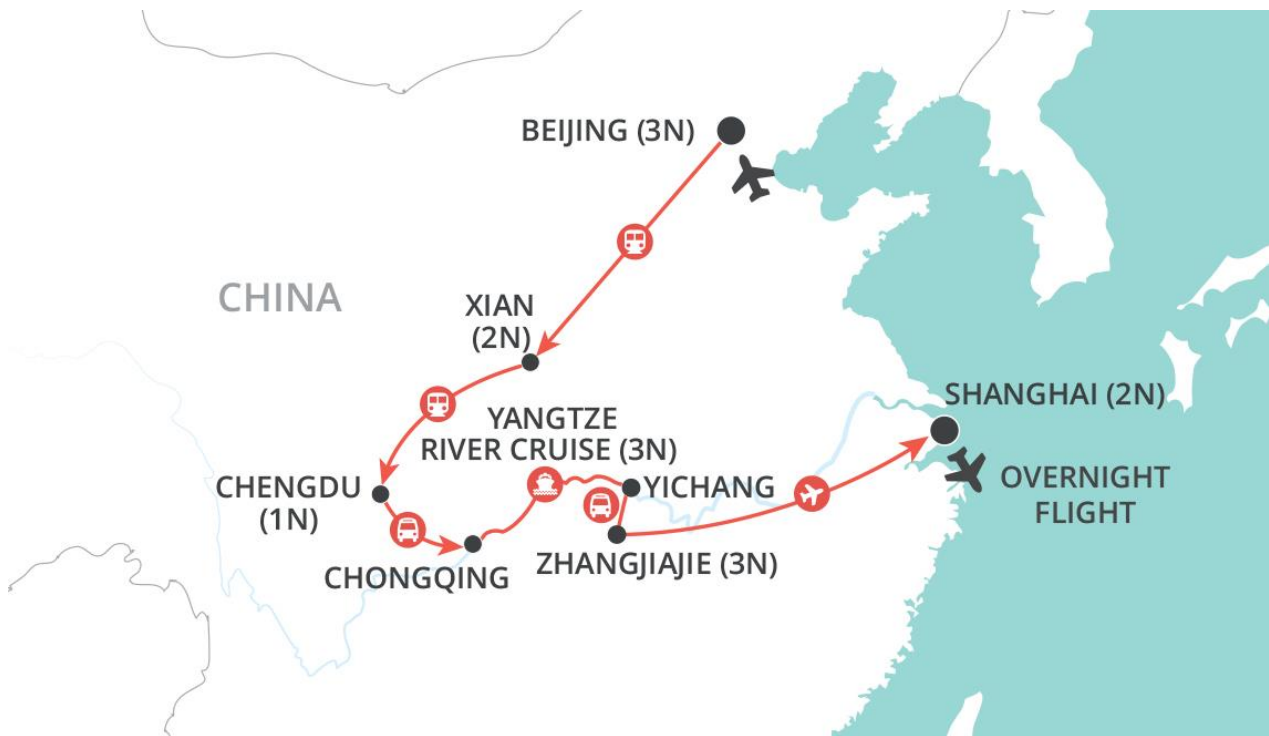 BEIJING (3N)
CHINA
XIAN
(2N)
SHANGHAI (2N)
YANGTZE
RIVER CRUISE (3N)
CHENGDU
(1N)
YICHANG
OVERNIGHT
FLIGHT
CHONGQING
ZHANGJIAJIE (3N)